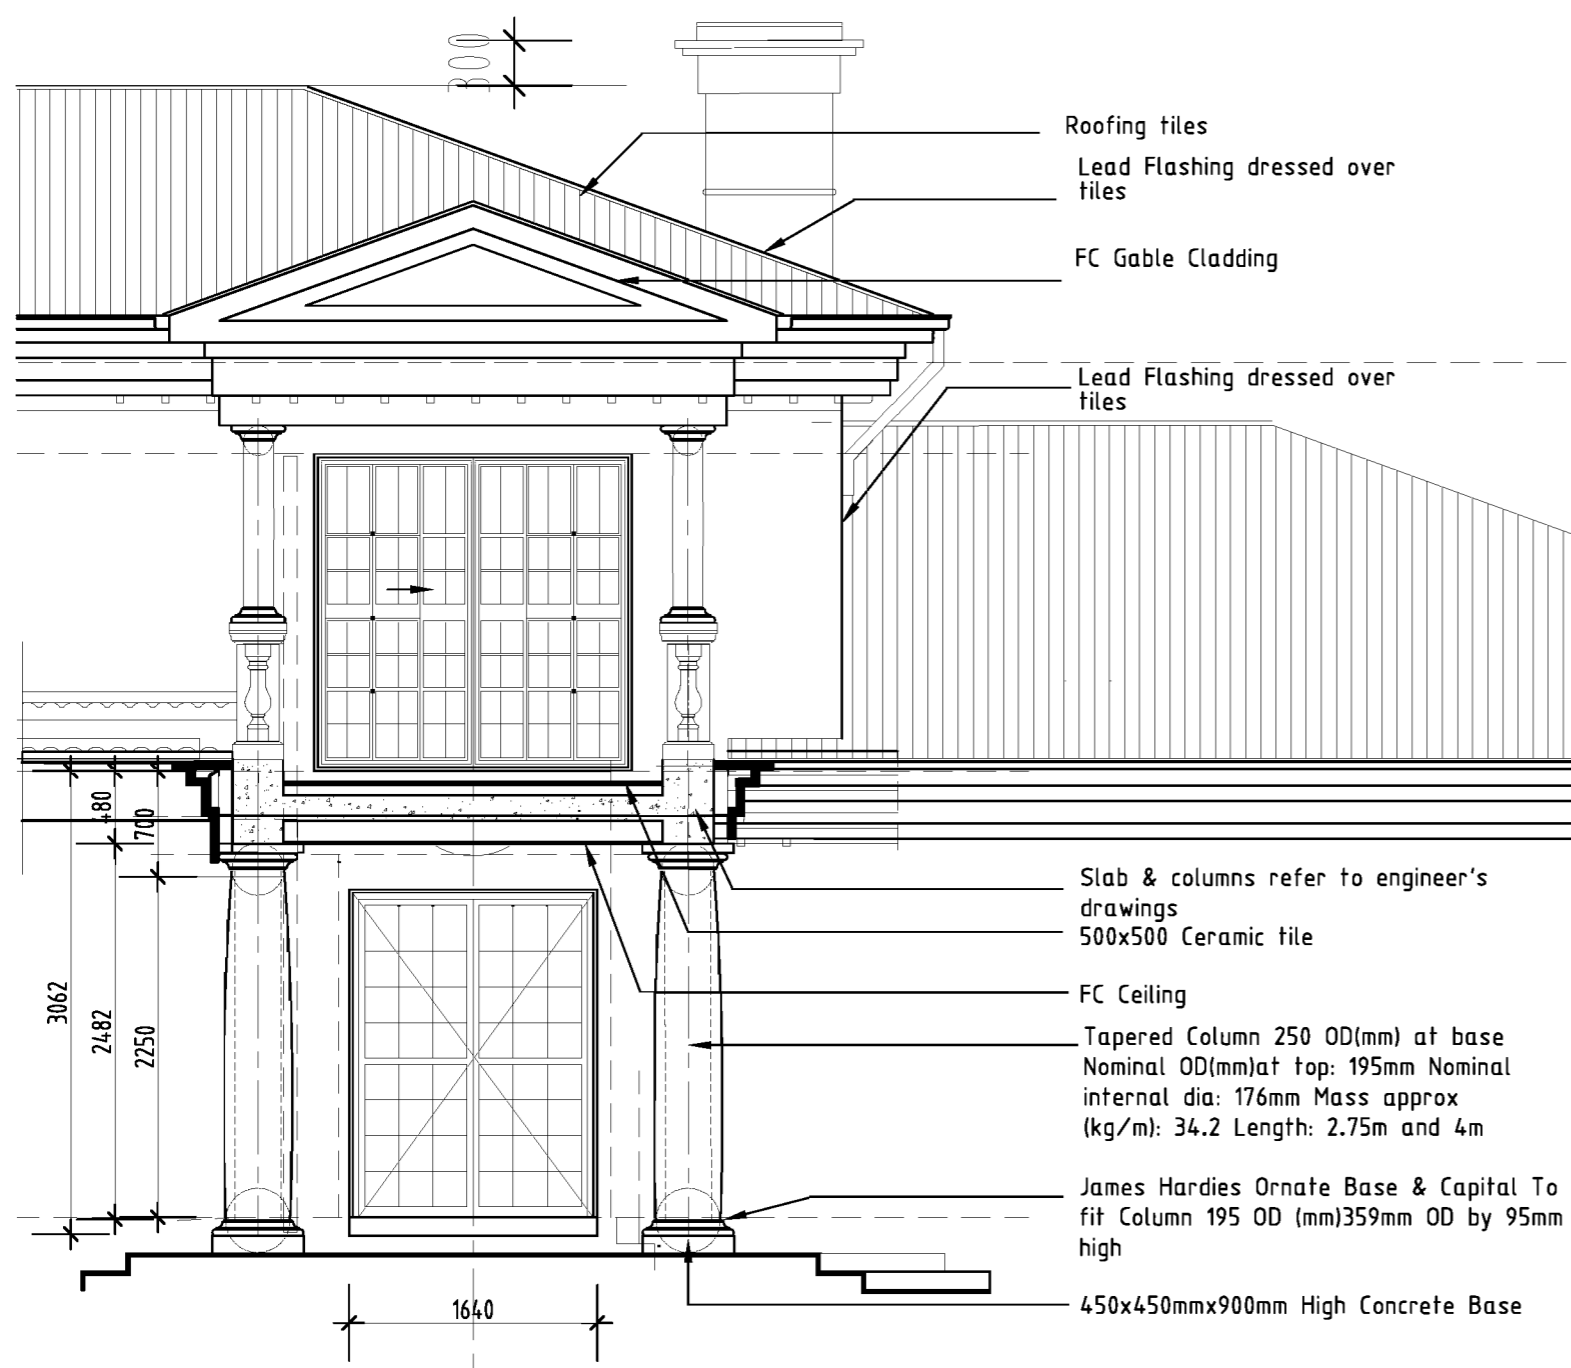 300
Roofing tiles
Lead Flashing dressed over
tiles
FC Gable Cladding
Lead Flashing dressed over
tiles
480
700
Slab & columns refer to engineer's
drawings
500x500 Ceramic tile
FC Ceiling
3062
2482
2250
Tapered Column 250 OD(mm) at base
Nominal OD(mm)at top: 195mm Nominal
internal dia: 176mm Mass approx
(kg/m): 34.2 Length: 2.75m and 4m
James Hardies Ornate Base & Capital To
fit Column 195 OD (mm)359mm OD by 95mm
high
1640
450x450mmx900mm High Concrete Base